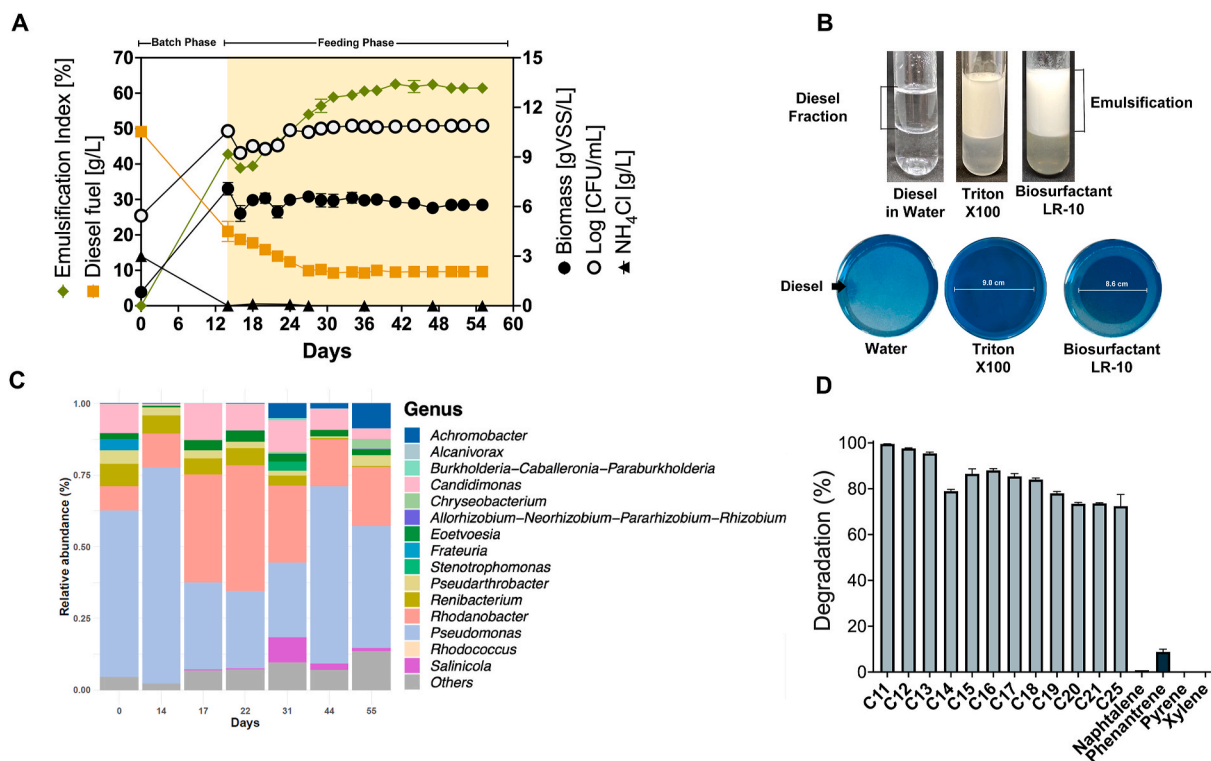 A
Batch Phase
Feeding Phase
Emulsification Index [%]
Diesel fuel [g/L]
70
60
50
40
30
20
10
0
15
12
9
6
3
0
Biomass [gVSS/L]
Log [CFU/mL]
NH4Cl [g/L]
0 6 12 18 24 30 36 42 48 54 60
Days
B
Diesel
Fraction
Emulsification
Diesel
in Water
Triton
X100
Biosurfactant
LR-10
Diesel
9.0 cm
8.6 cm
Water
Triton
X100
Biosurfactant
LR-10
C
Relative abundance (%)
1.00
0.75
0.50
0.25
0.00
0 14 17 22 31 44 55
Days
Genus
Achromobacter
Alcanivorax
Burkholderia-Caballeronia-Paraburkholderia
Candidimonas
Chryseobacterium
Allorhizobium-Neorhizobium-Pararhizobium-Rhizobium
Eoetvoesia
Frateuria
Stenotrophomonas
Pseudarthrobacter
Renibacterium
Rhodanobacter
Pseudomonas
Rhodococcus
Salinicola
Others
D
Degradation (%)
100
80
60
40
20
0
C11
C12
C13
C14
C15
C16
C17
C18
C19
C20
C21
C25
Naphtalene
Phenantrene
Pyrene
Xylene